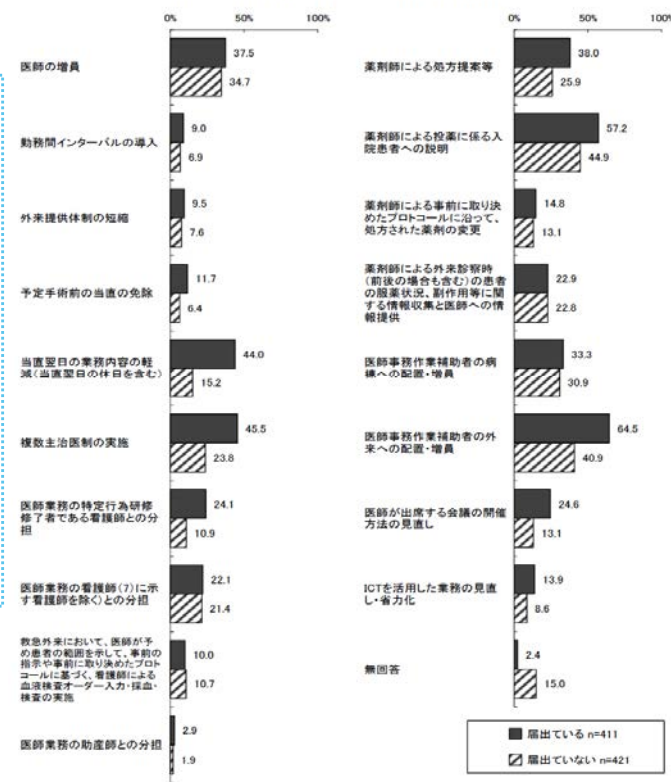 0% 50% 100%
医師の増員
37.5
34.7
勤務間インターバルの導入
9.0
6.9
外来提供体制の短縮
9.5
7.6
予定手術前の当直の免除
11.7
6.4
当直翌日の業務内容の軽
減(当直翌日の休日を含む)
44.0
15.2
複数主治医制の実施
45.5
23.8
医師業務の特定行為研修
修了者である看護師との分
担
24.1
10.9
医師業務の看護師(7)に示
す看護師を除く)との分担
22.1
21.4
救急外来において、医師が予
め患者の範囲を示して、事前の
指示や事前に取り決めたプロト
コールに基づく、看護師による
血液検査オーダー入力・採血・
検査の実施
10.0
10.7
医師業務の助産師との分担
2.9
1.9
0% 50% 100%
薬剤師による処方提案等
38.0
25.9
薬剤師による投薬に係る入
院患者への説明
57.2
44.9
薬剤師による事前に取り決
めたプロトコールに沿って、
処方された薬剤の変更
14.8
13.1
薬剤師による外来診察時
(前後の場合も含む)の患者
の服薬状況、副作用等に関
する情報収集と医師への情
報提供
22.9
22.8
医師事務作業補助者の病
棟への配置・増員
33.3
30.9
医師事務作業補助者の外
来への配置・増員
64.5
40.9
医師が出席する会議の開催
方法の見直し
24.6
13.1
ICTを活用した業務の見直
し・省力化
13.9
8.6
無回答
2.4
15.0
届出ている n=411
届出ていない n=421